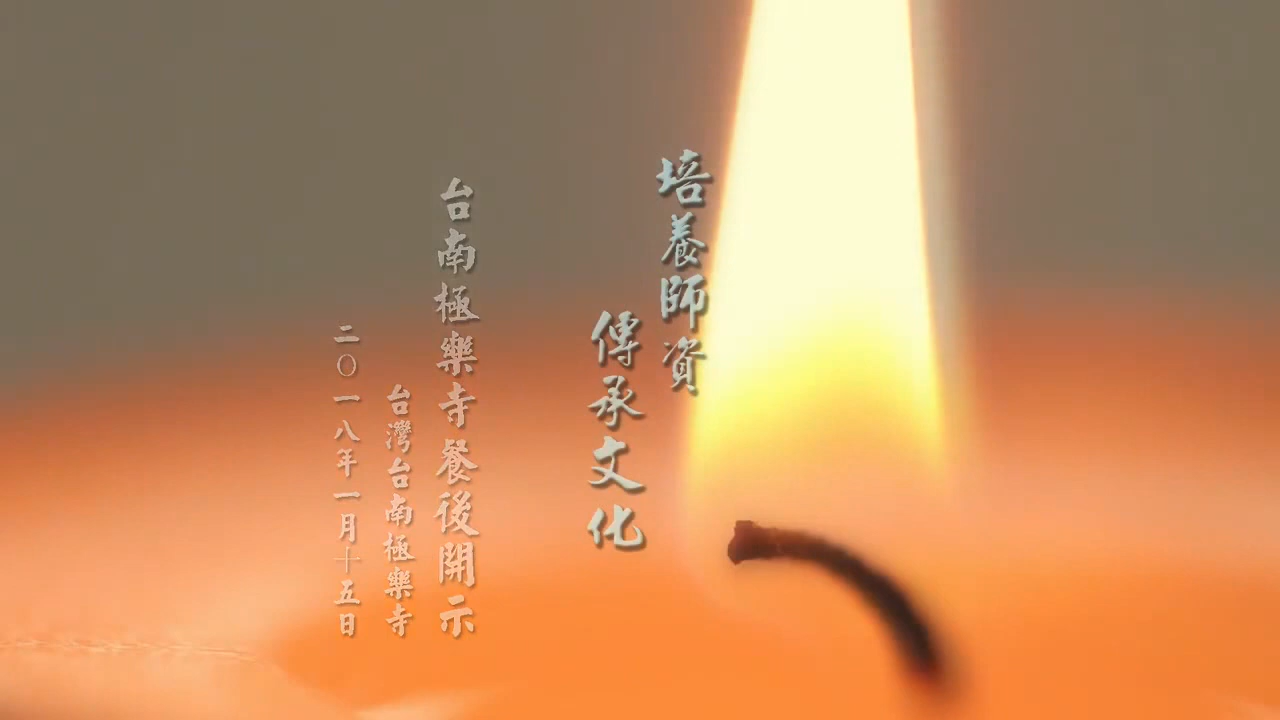 培養師資
傳承文化
台南極樂寺餐後開示
台灣台南極樂寺
二〇一八年一月十五日